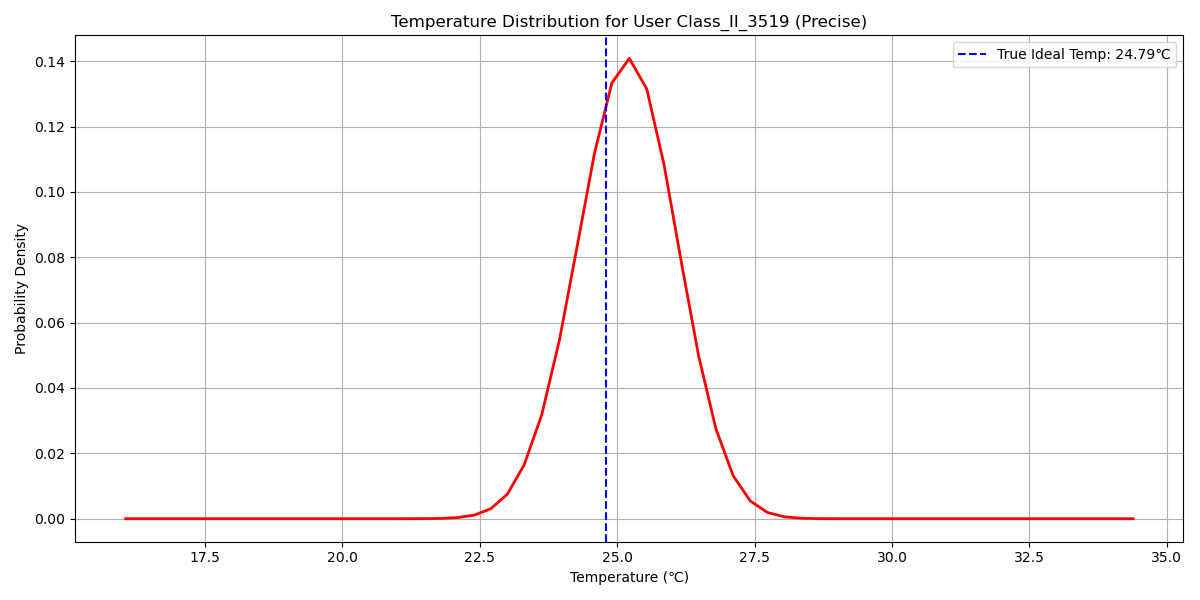 Temperature Distribution for User Class_II_3519 (Precise)
True Ideal Temp: 24.79℃
Probability Density
0.14
0.12
0.10
0.08
0.06
0.04
0.02
0.00
17.5 20.0 22.5 25.0 27.5 30.0 32.5 35.0
Temperature (℃)